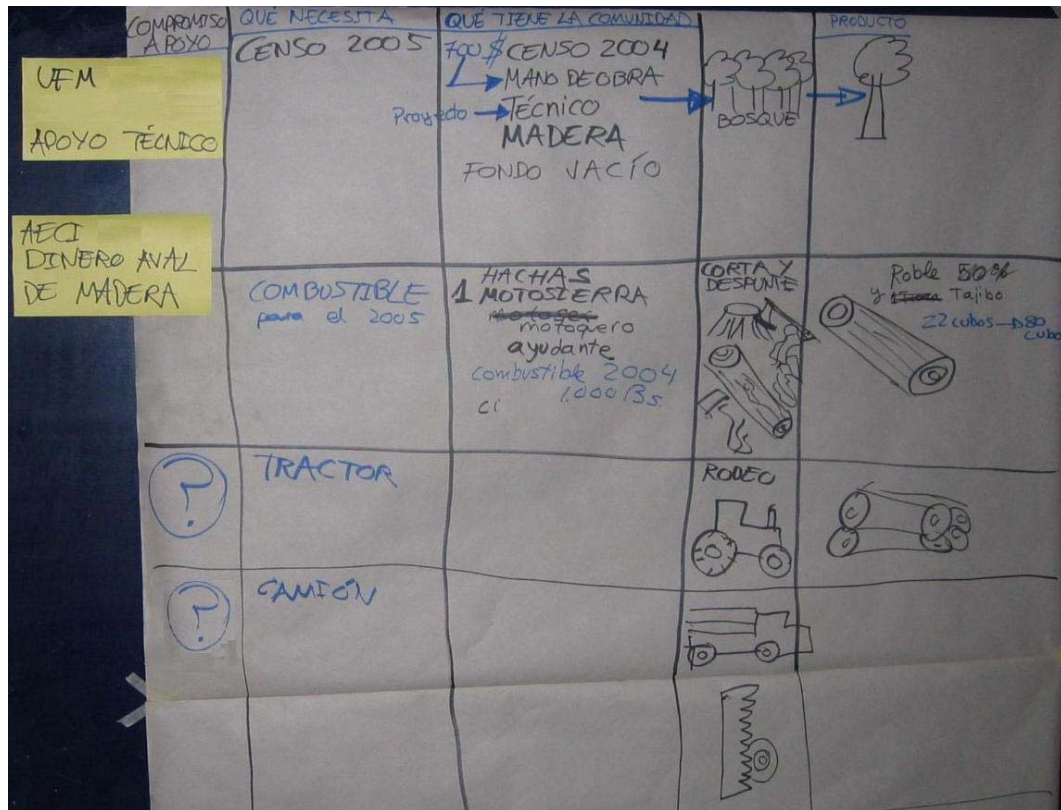 COMPROMISO
APOYO
QUÉ NECESITA
QUÉ TIENE LA COMUNIDAD
PRODUCTO
UFM
APOYO TÉCNICO
CENSO 2005
700 $ CENSO 2004
MANO DE OBRA
Proyecto Técnico
MADERA
FONDO VACÍO
BOSQUE
AECI
DINERO AVAL
DE MADERA
COMBUSTIBLE
para el 2005
HACHAS
1 MOTOSIERRA
motoquero
ayudante
Combustible 2004
1.000 Bs.
ci
CORTA Y
DESPUNTE
Roble
y Tajibo
22 cubos 80
cubo
?
TRACTOR
RODEO
?
CAMIÓN